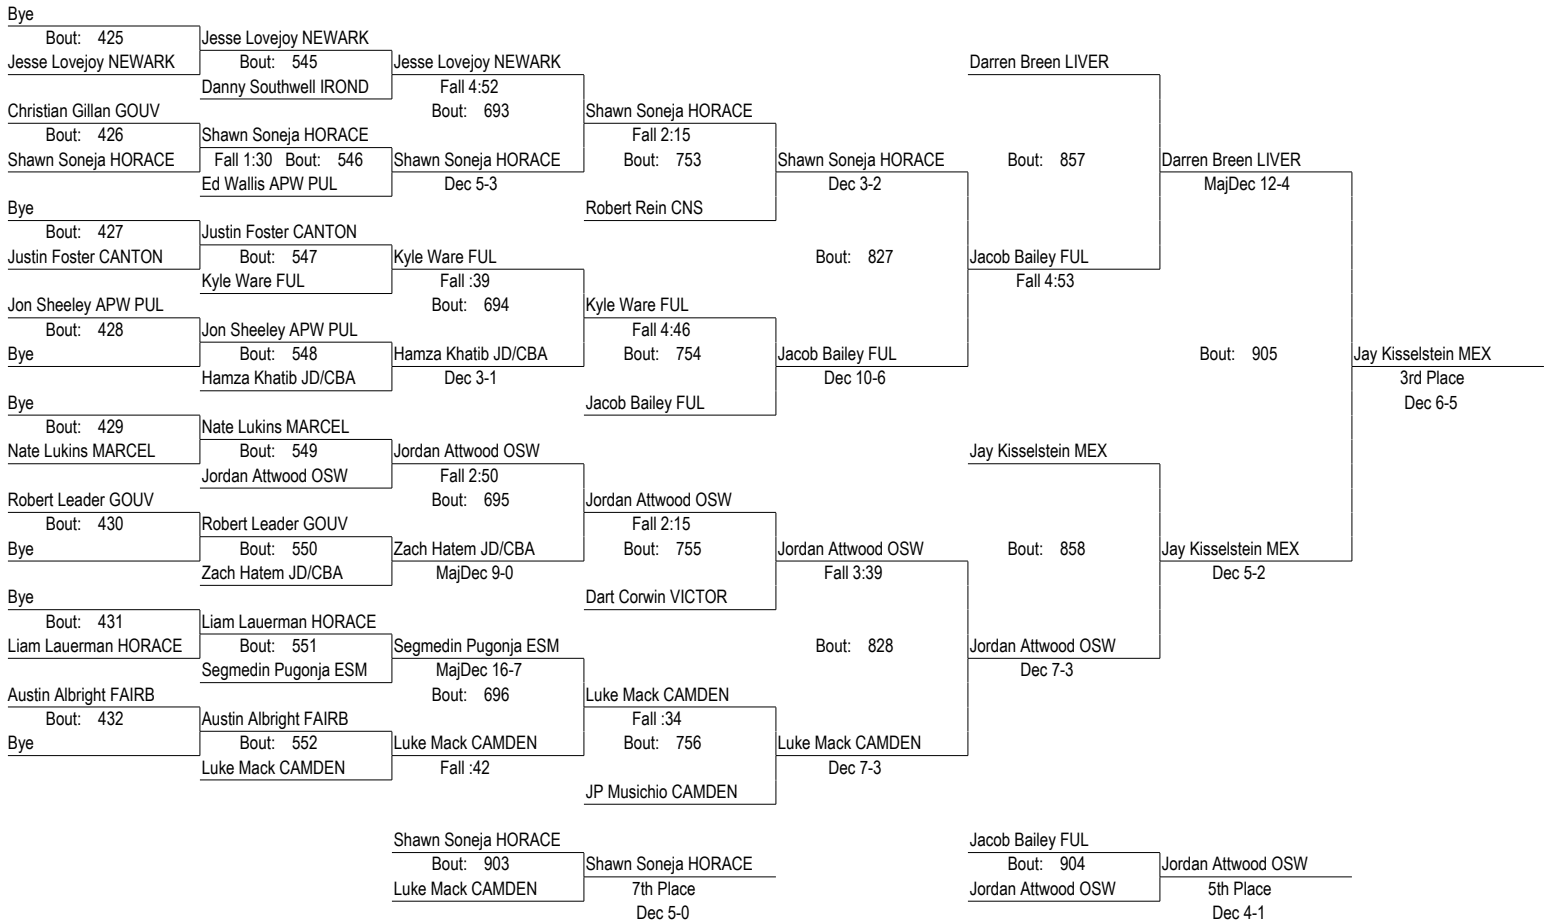 Bye
Bout: 425 Jesse Lovejoy NEWARK
Jesse Lovejoy NEWARK Bout: 545 Jesse Lovejoy NEWARK Darren Breen LIVER
Danny Southwell IROND Fall 4:52
Christian Gillan GOUV Bout: 693 Shawn Soneja HORACE
Bout: 426 Shawn Soneja HORACE Fall 2:15
Shawn Soneja HORACE Fall 1:30 Bout: 546 Shawn Soneja HORACE Bout: 753 Shawn Soneja HORACE Bout: 857 Darren Breen LIVER
Ed Wallis APW PUL Dec 5-3 Dec 3-2 MajDec 12-4
Bye Robert Rein CNS
Bout: 427 Justin Foster CANTON
Justin Foster CANTON Bout: 547 Kyle Ware FUL Bout: 827 Jacob Bailey FUL
Kyle Ware FUL Fall :39 Fall 4:53
Jon Sheeley APW PUL Bout: 694 Kyle Ware FUL
Bout: 428 Jon Sheeley APW PUL Fall 4:46
Bye Bout: 548 Hamza Khatib JD/CBA Bout: 754 Jacob Bailey FUL Bout: 905 Jay Kisselstein MEX
Hamza Khatib JD/CBA Dec 3-1 Dec 10-6 3rd Place
Bye Jacob Bailey FUL Dec 6-5
Bout: 429 Nate Lukins MARCEL
Nate Lukins MARCEL Bout: 549 Jordan Attwood OSW Jay Kisselstein MEX
Jordan Attwood OSW Fall 2:50
Robert Leader GOUV Bout: 695 Jordan Attwood OSW
Bout: 430 Robert Leader GOUV Fall 2:15
Bye Bout: 550 Zach Hatem JD/CBA Bout: 755 Jordan Attwood OSW Bout: 858 Jay Kisselstein MEX
Zach Hatem JD/CBA MajDec 9-0 Fall 3:39 Dec 5-2
Bye Dart Corwin VICTOR
Bout: 431 Liam Lauerman HORACE
Liam Lauerman HORACE Bout: 551 Segmedin Pugonja ESM Bout: 828 Jordan Attwood OSW
Segmedin Pugonja ESM MajDec 16-7 Dec 7-3
Austin Albright FAIRB Bout: 696 Luke Mack CAMDEN
Bout: 432 Austin Albright FAIRB Fall :34
Bye Bout: 552 Luke Mack CAMDEN Bout: 756 Luke Mack CAMDEN
Luke Mack CAMDEN Fall :42 Dec 7-3
JP Musichio CAMDEN
Shawn Soneja HORACE Jacob Bailey FUL
Bout: 903 Shawn Soneja HORACE Bout: 904 Jordan Attwood OSW
Luke Mack CAMDEN 7th Place Jordan Attwood OSW 5th Place
Dec 5-0 Dec 4-1